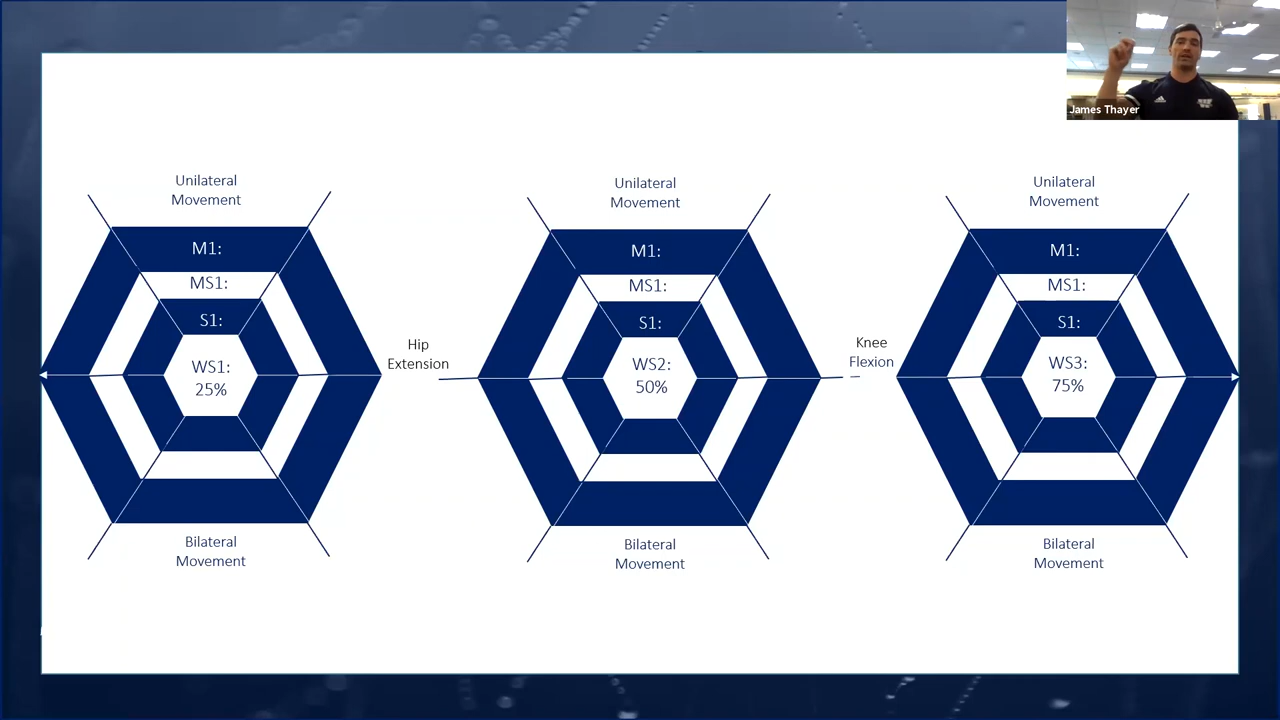 James Thayer
Unilateral
Movement
M1:
MS1:
S1:
WS1:
25%
Bilateral
Movement
Hip
Extension
Unilateral
Movement
M1:
MS1:
S1:
WS2:
50%
Bilateral
Movement
Knee
Flexion
Unilateral
Movement
M1:
MS1:
S1:
WS3:
75%
Bilateral
Movement